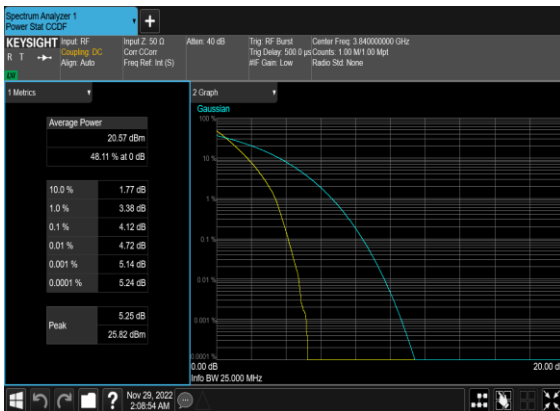 Spectrum Analyzer 1
Power Stat CCDF
KEYSIGHT
R T
LV
Input: RF
Coupling: DC
Align: Auto
Input Z: 50 Ω
Corr CCorr
Freq Ref: Int (S)
Atten: 40 dB
Trig: RF Burst
Trig Delay: 500.0 µs
#IF Gain: Low
Center Freq: 3.840000000 GHz
Counts: 1.00 M/1.00 Mpt
Radio Std: None
1 Metrics
Average Power
20.57 dBm
48.11 % at 0 dB
10.0 % 1.77 dB
1.0 % 3.38 dB
0.1 % 4.12 dB
0.01 % 4.72 dB
0.001 % 5.14 dB
0.0001 % 5.24 dB
Peak
5.25 dB
25.82 dBm
2 Graph
Gaussian
100 %
10 %
1 %
0.1 %
0.01 %
0.001 %
0.0001 %
0.00 dB
20.00 d
Info BW 25.000 MHz
?
Nov 29, 2022
2:08:54 AM